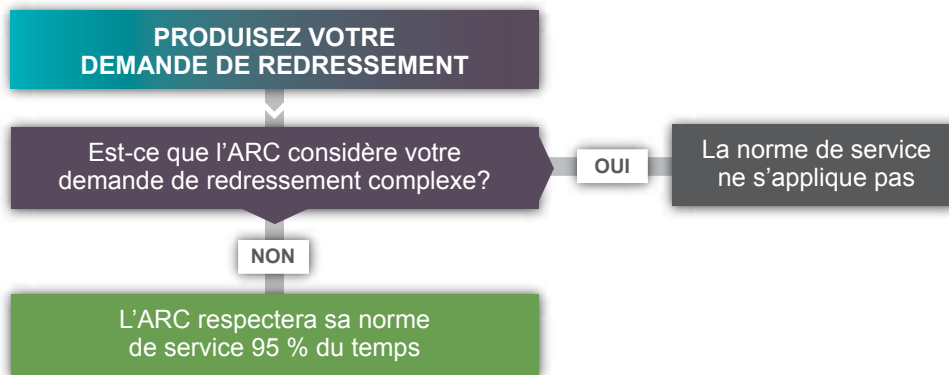 PRODUISEZ VOTRE
DEMANDE DE REDRESSEMENT
Est-ce que l’ARC considère votre
demande de redressement complexe?
OUI
La norme de service
ne s’applique pas
NON
L’ARC respectera sa norme
de service 95 % du temps